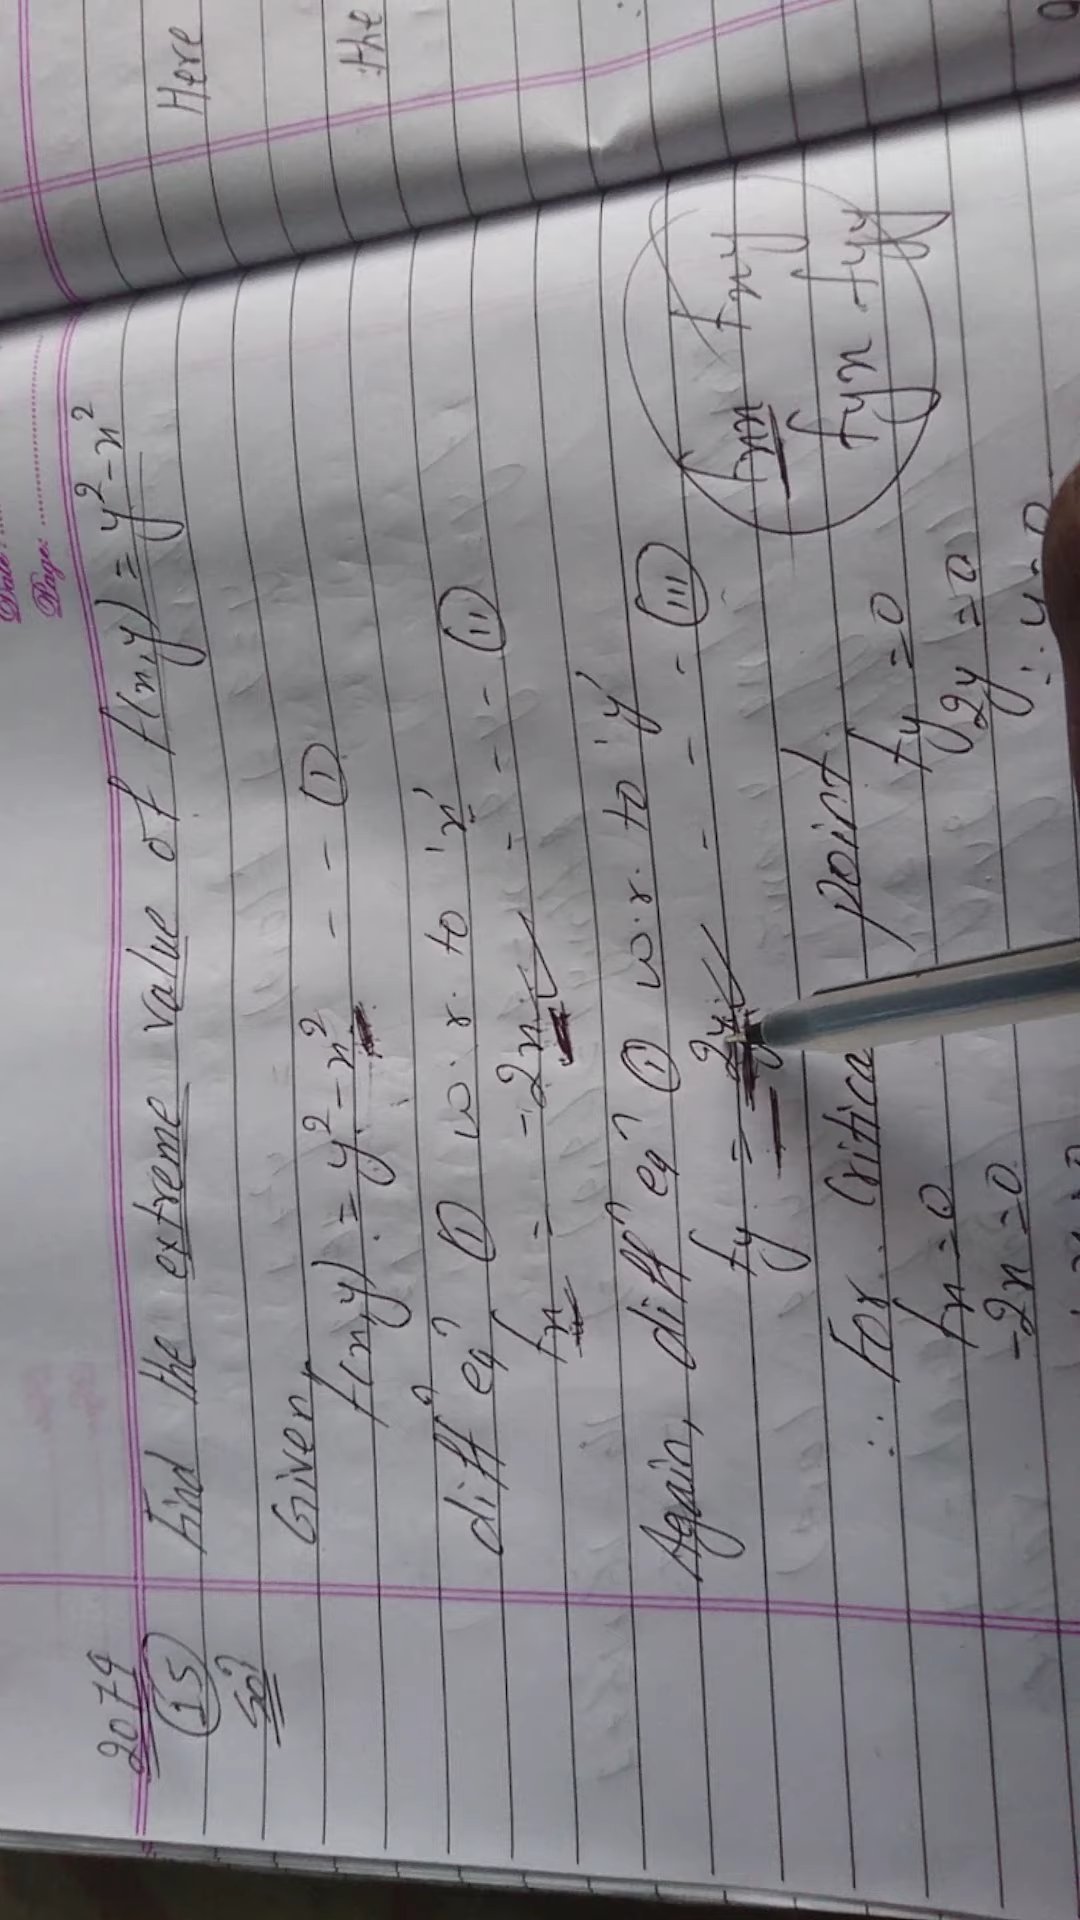 Date:
Page:
2079
(15) Find the extreme value of f(x,y) = y² - x²
Solⁿ
Given,
f(x,y) = y² - x² - - - (I)
diffⁿ eqⁿ (I) w.r. to 'x'
fx = -2x - - - (II)
Again, diffⁿ eqⁿ (I) w.r. to 'y'
fy = 2y - - - (III)
fxx fxy
fyx fyy
∴ For Critical point
fx = 0 fy = 0
-2x = 0 2y = 0
Here
the